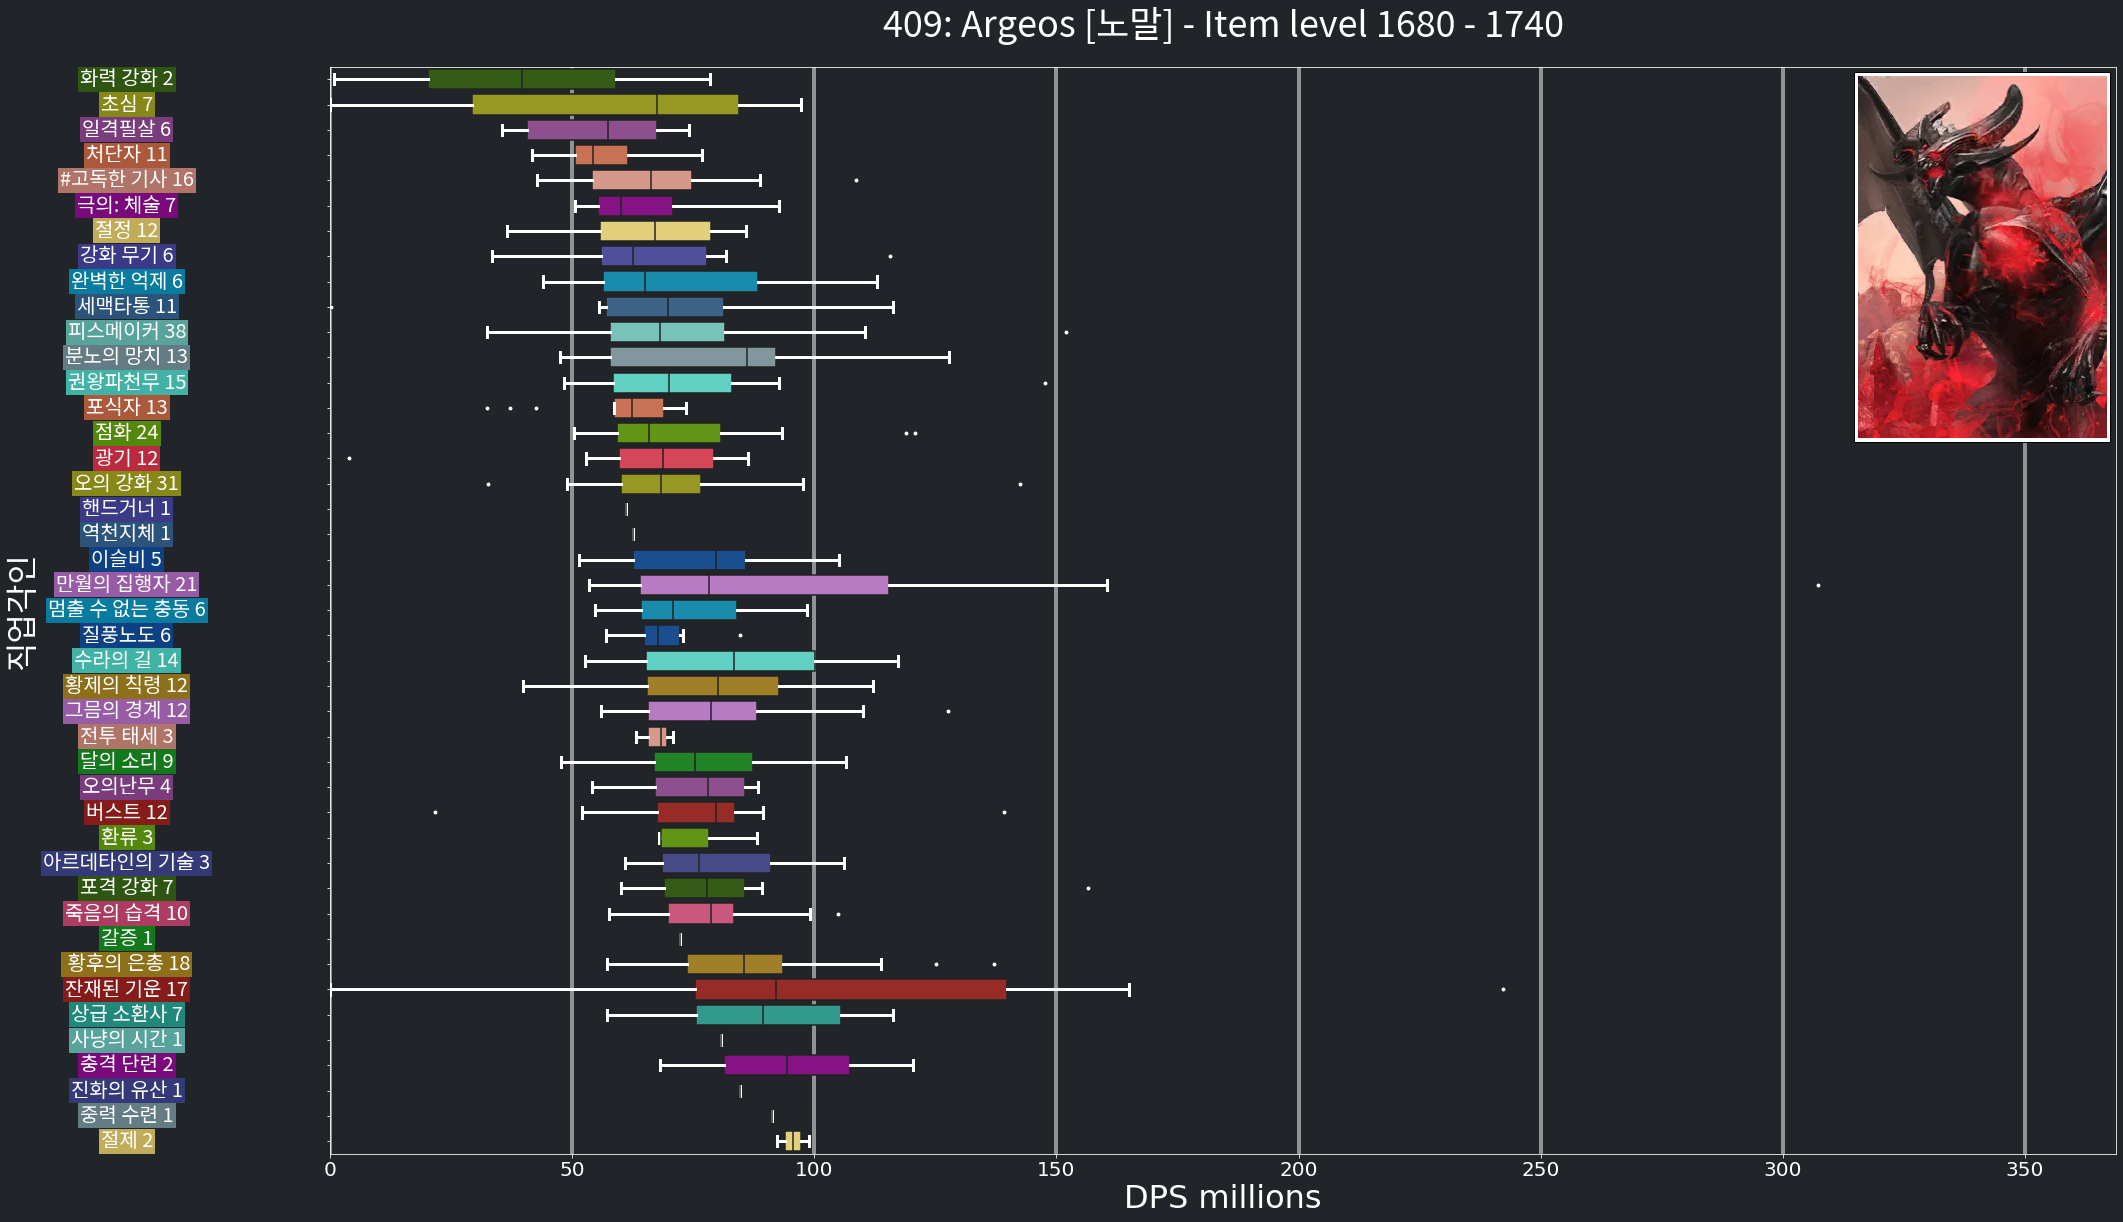 409: Argeos [노말] - Item level 1680 - 1740
직업각인
화력 강화 2
초심 7
일격필살 6
처단자 11
#고독한 기사 16
극의: 체술 7
절정 12
강화 무기 6
완벽한 억제 6
세맥타통 11
피스메이커 38
분노의 망치 13
권왕파천무 15
포식자 13
점화 24
광기 12
오의 강화 31
핸드거너 1
역천지체 1
이슬비 5
만월의 집행자 21
멈출 수 없는 충동 6
질풍노도 6
수라의 길 14
황제의 칙령 12
그믐의 경계 12
전투 태세 3
달의 소리 9
오의난무 4
버스트 12
환류 3
아르데타인의 기술 3
포격 강화 7
죽음의 습격 10
갈증 1
황후의 은총 18
잔재된 기운 17
상급 소환사 7
사냥의 시간 1
충격 단련 2
진화의 유산 1
중력 수련 1
절제 2
0 50 100 150 200 250 300 350
DPS millions